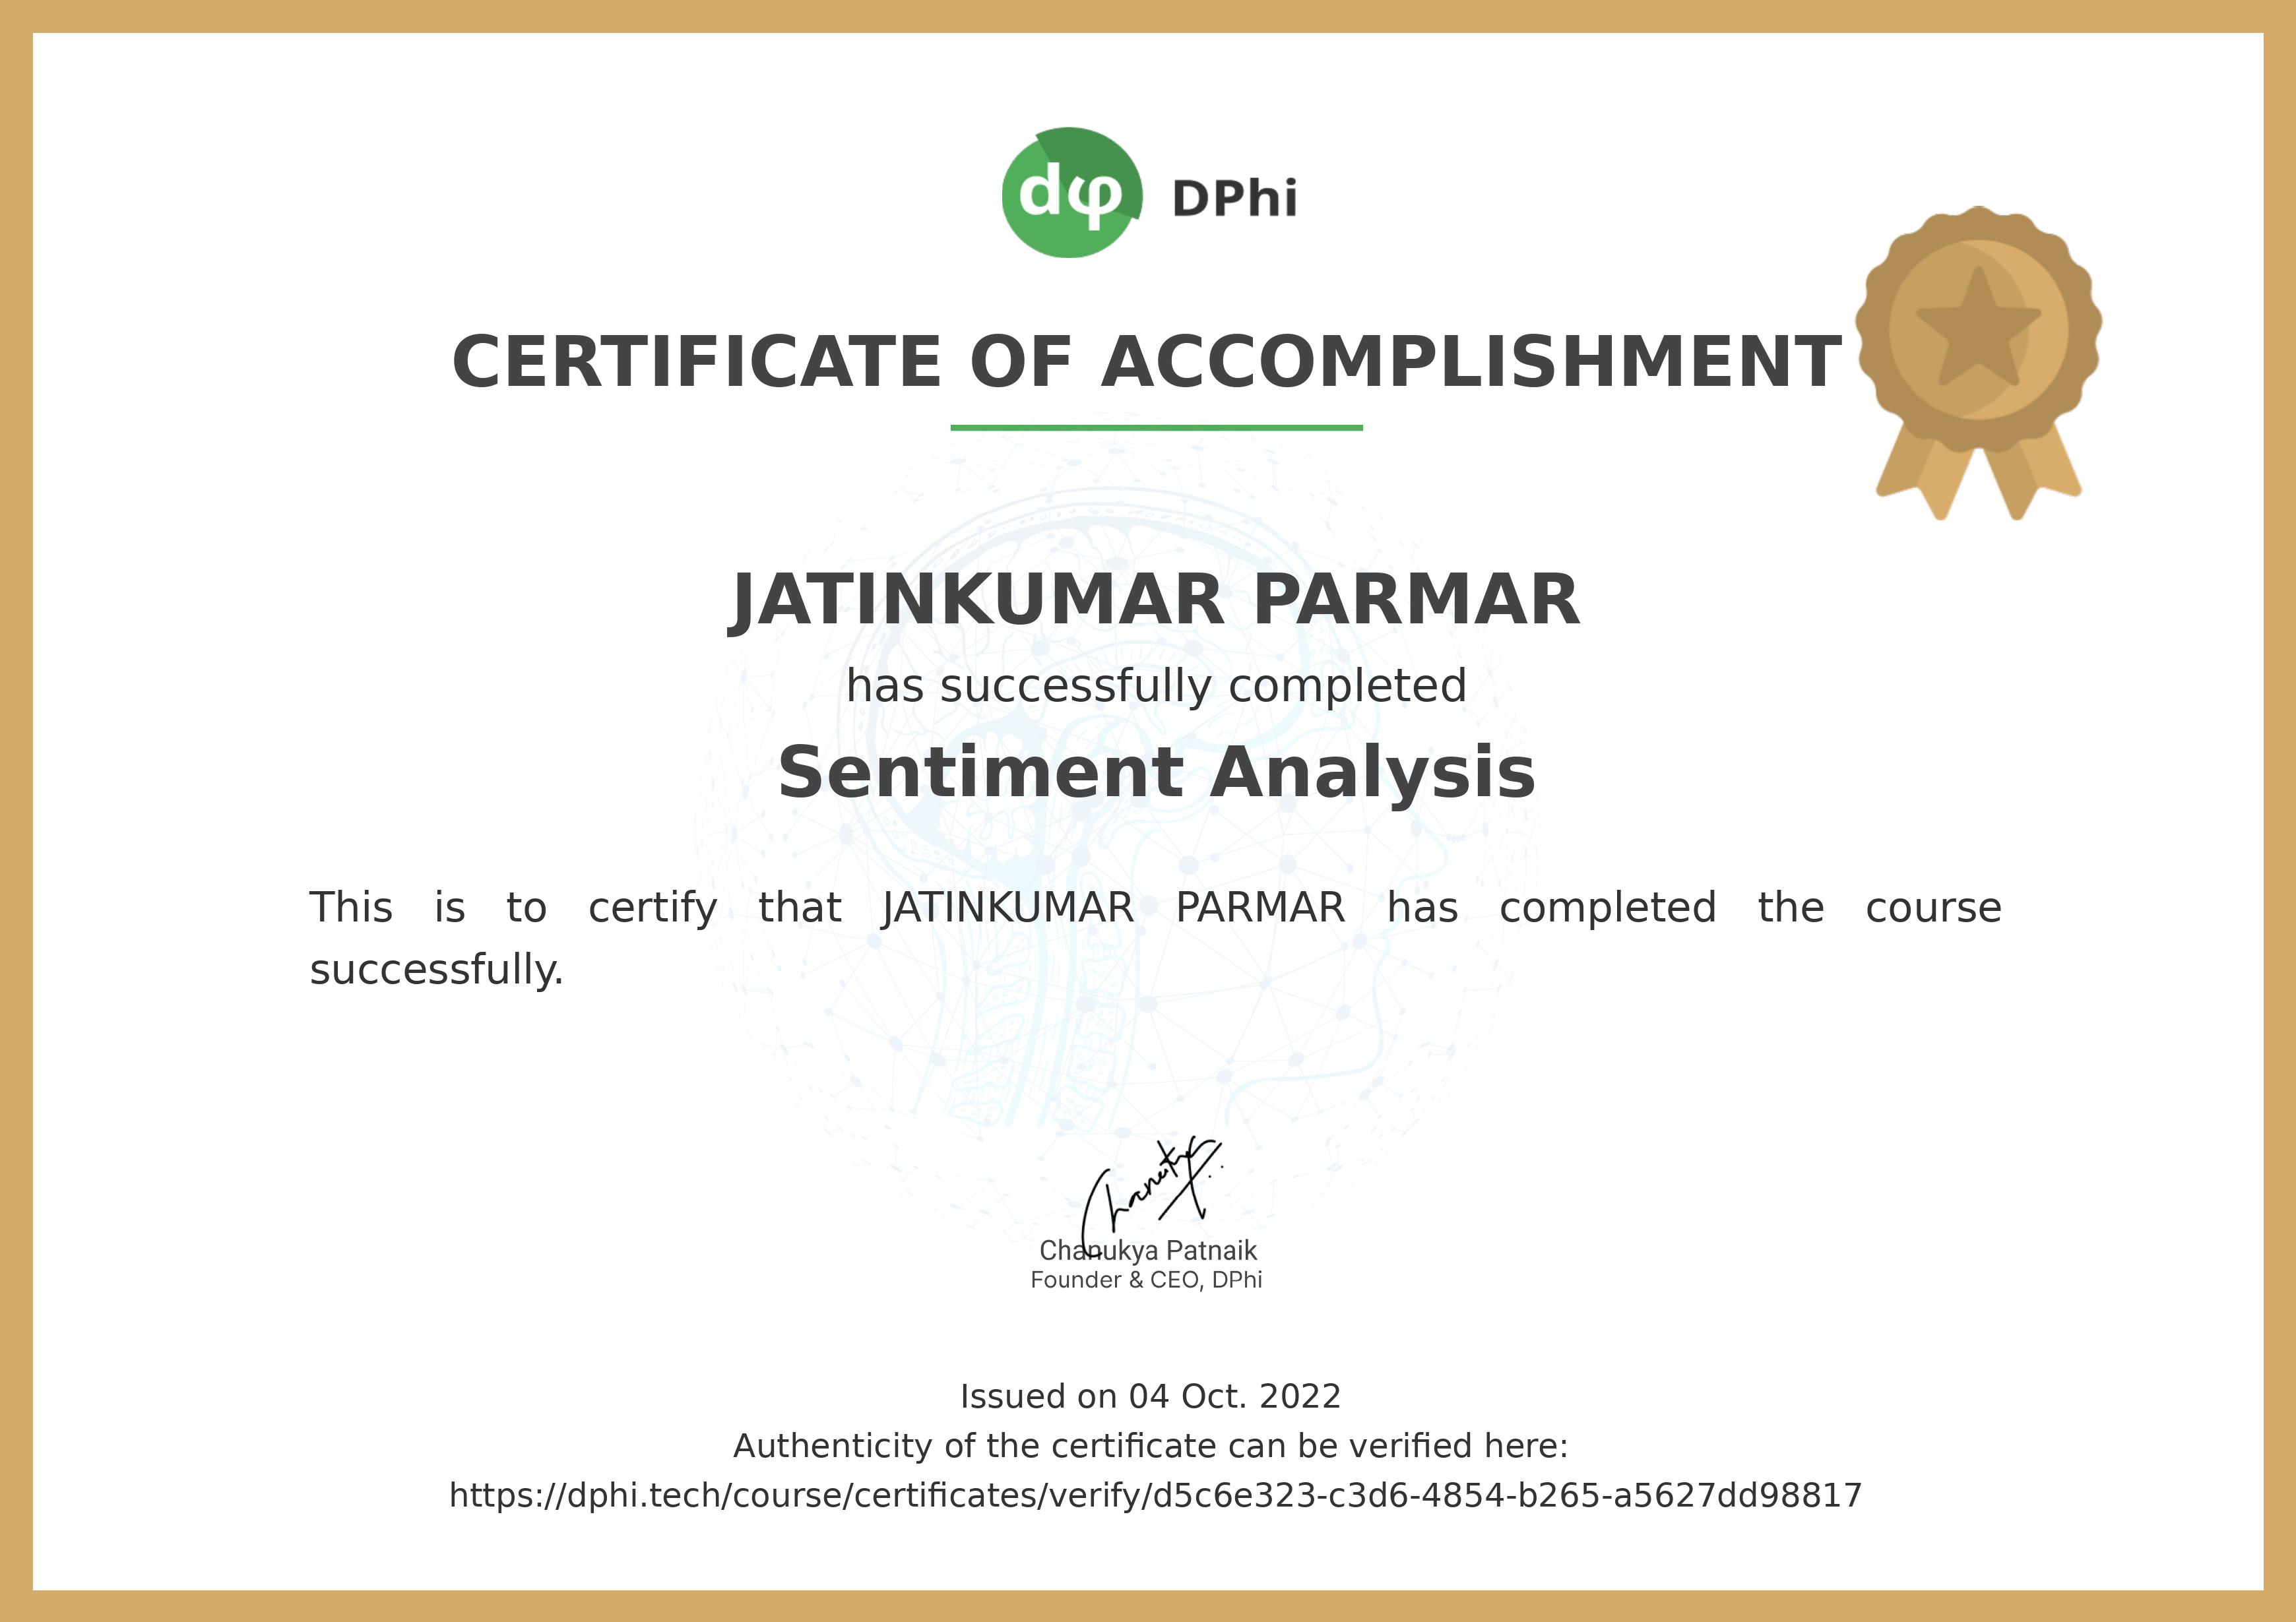 dφ DPhi
CERTIFICATE OF ACCOMPLISHMENT
JATINKUMAR PARMAR
has successfully completed
Sentiment Analysis
This is to certify that JATINKUMAR PARMAR has completed the course
successfully.
Chanukya Patnaik
Founder & CEO, DPhi
Issued on 04 Oct. 2022
Authenticity of the certificate can be verified here:
https://dphi.tech/course/certificates/verify/d5c6e323-c3d6-4854-b265-a5627dd98817